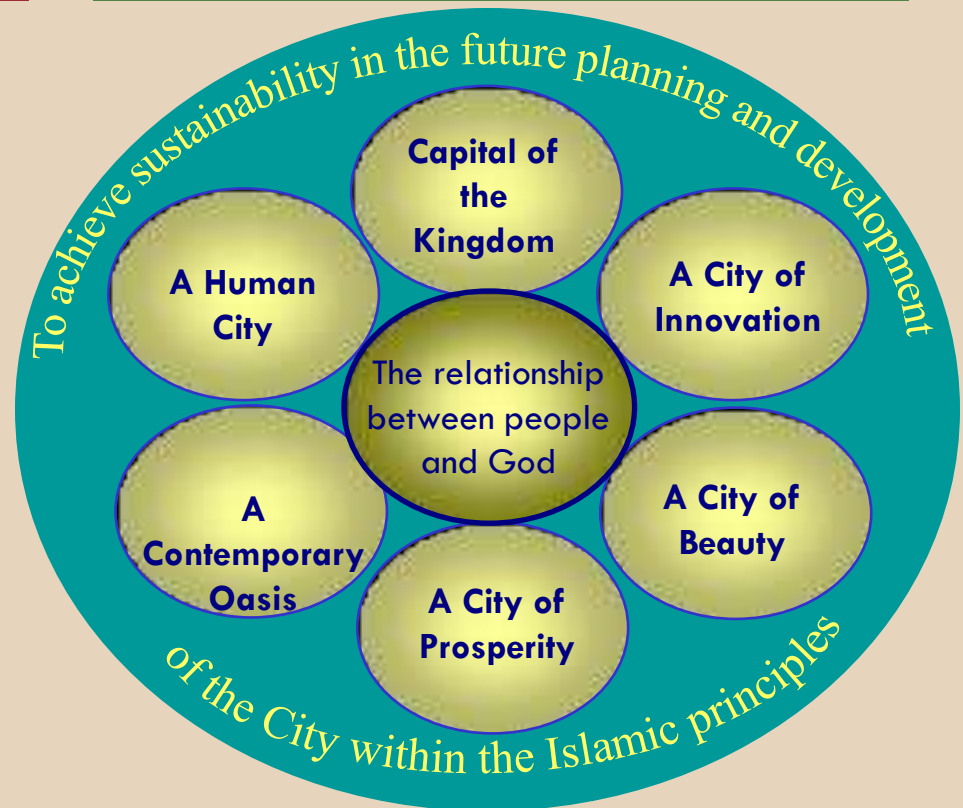 To achieve sustainability in the future planning and development
Capital of
the
Kingdom
A Human
City
A City of
Innovation
The relationship
between people
and God
A
Contemporary
Oasis
A City of
Beauty
A City of
Prosperity
of the City within the Islamic principles